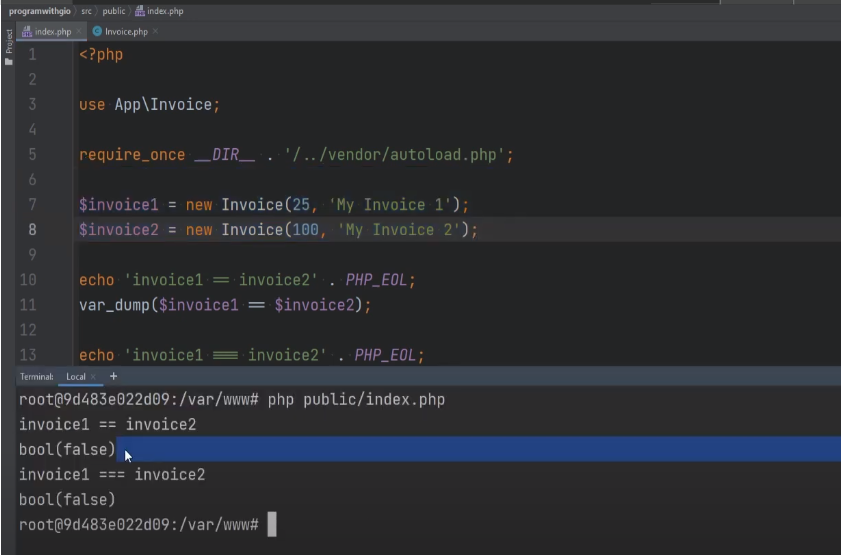 programwithgio src public index.php
index.php Invoice.php
Project
1 <?php
2
3 use App\Invoice;
4
5 require_once __DIR__ . '/../vendor/autoload.php';
6
7 $invoice1 = new Invoice(25, 'My Invoice 1');
8 $invoice2 = new Invoice(100, 'My Invoice 2');
9
10 echo 'invoice1 == invoice2' . PHP_EOL;
11 var_dump($invoice1 == $invoice2);
12
13 echo 'invoice1 === invoice2' . PHP_EOL;
Terminal: Local +
root@9d483e022d09:/var/www# php public/index.php
invoice1 == invoice2
bool(false)
invoice1 === invoice2
bool(false)
root@9d483e022d09:/var/www#